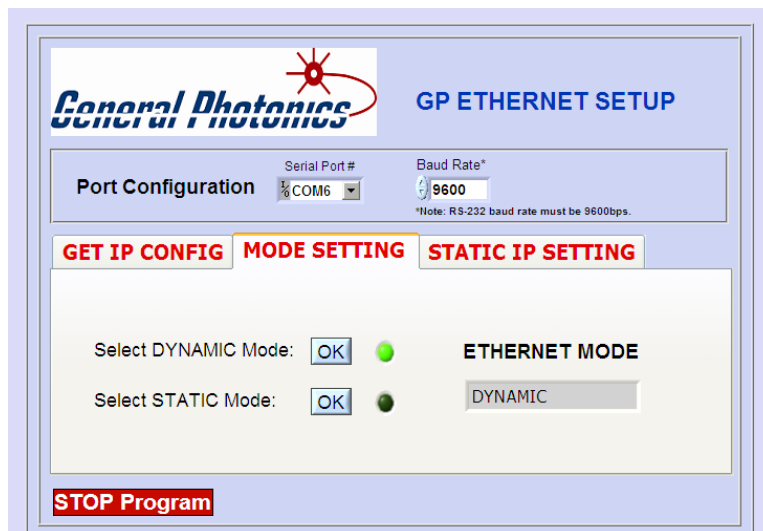 General Photonics
GP ETHERNET SETUP
Port Configuration
Serial Port #
COM6
Baud Rate*
9600
*Note: RS-232 baud rate must be 9600bps.
GET IP CONFIG
MODE SETTING
STATIC IP SETTING
Select DYNAMIC Mode:
OK
ETHERNET MODE
Select STATIC Mode:
OK
DYNAMIC
STOP Program